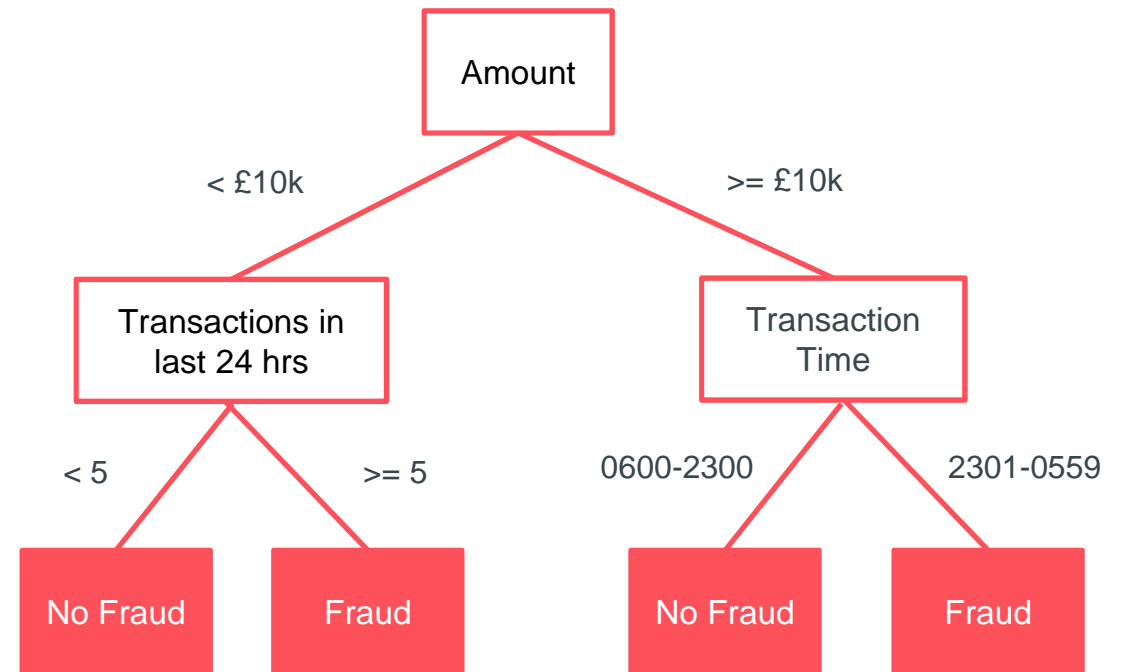 Amount
< £10k
>= £10k
Transactions in
last 24 hrs
Transaction
Time
< 5
>= 5
0600-2300
2301-0559
No Fraud
Fraud
No Fraud
Fraud